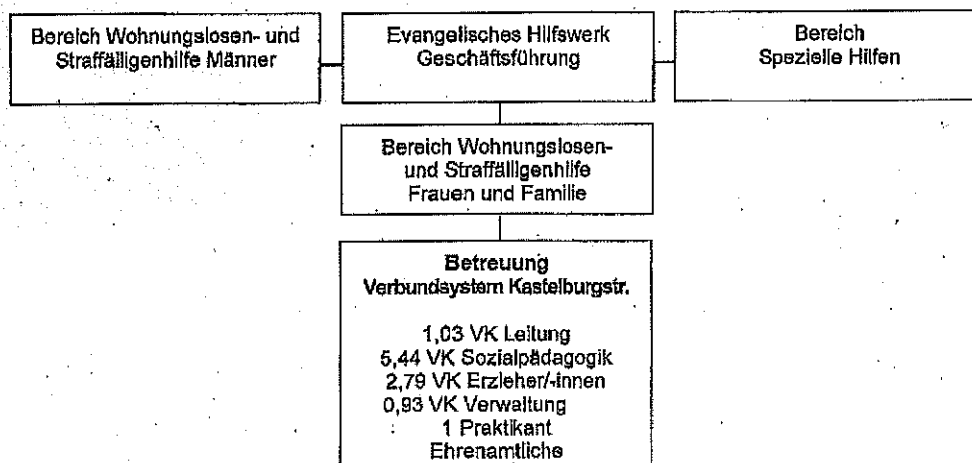 Bereich Wohnungslosen- und
Straffälligenhilfe Männer
Evangelisches Hilfswerk
Geschäftsführung
Bereich
Spezielle Hilfen
Bereich Wohnungslosen-
und Straffälligenhilfe
Frauen und Familie
Betreuung
Verbundsystem Kastelburgstr.
1,03 VK Leitung
5,44 VK Sozialpädagogik
2,79 VK Erzieher/-innen
0,93 VK Verwaltung
1 Praktikant
Ehrenamtliche